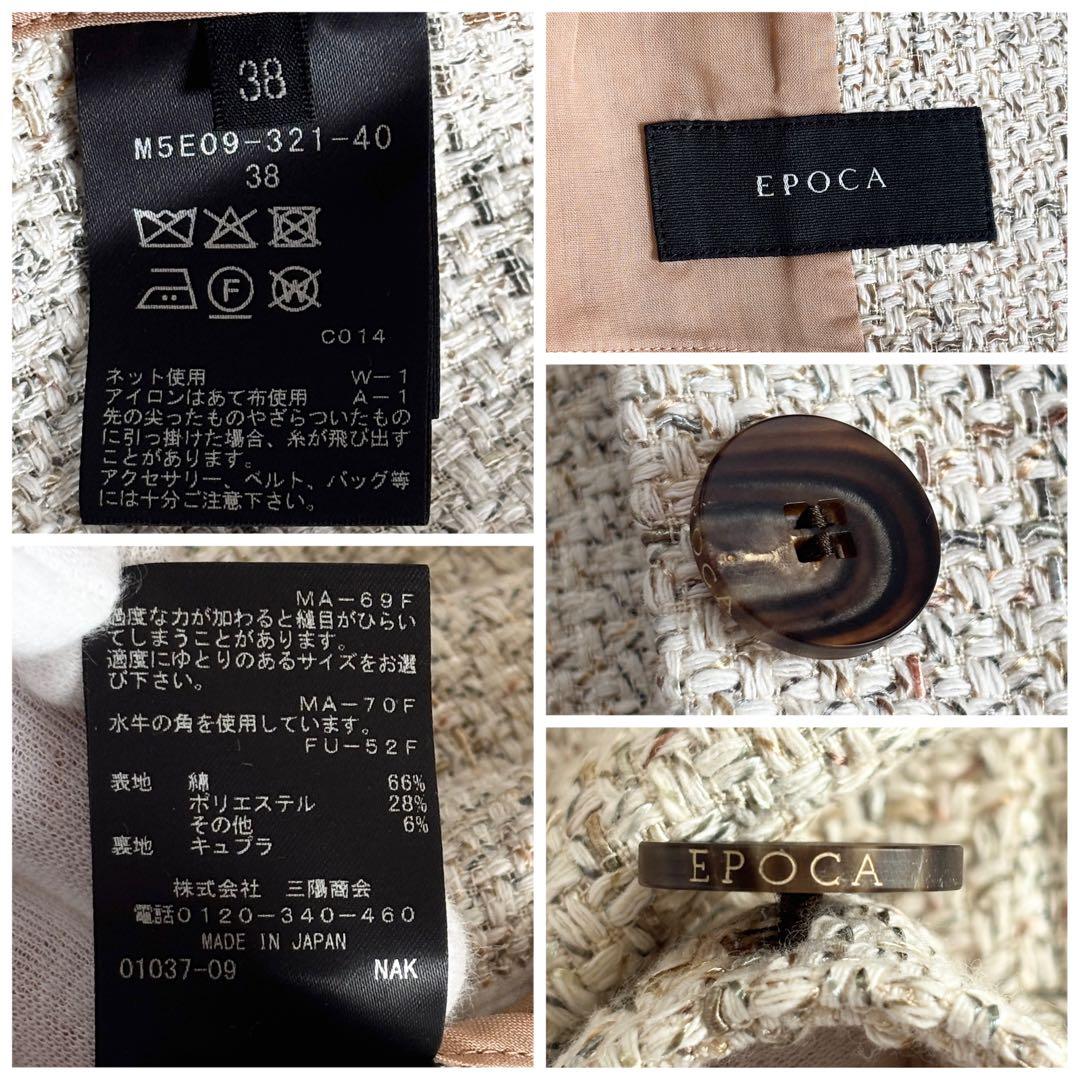 38
M5E09-321-40
38
F
W
C014
ネット使用 W-1
アイロンはあて布使用 A-1
先の尖ったものやざらついたもの
に引っ掛けた場合、糸が飛び出す
ことがあります。
アクセサリー、ベルト、バッグ等
には十分ご注意下さい。
EPOCA
OCA
MA-69F
過度な力が加わると縫目がひらい
てしまうことがあります。
適度にゆとりのあるサイズをお選
び下さい。
MA-70F
水牛の角を使用しています。
FU-52F
表地 綿 66%
ポリエステル 28%
その他 6%
裏地 キュプラ
株式会社 三陽商会
電話0120-340-460
MADE IN JAPAN
01037-09 NAK
EPOCA